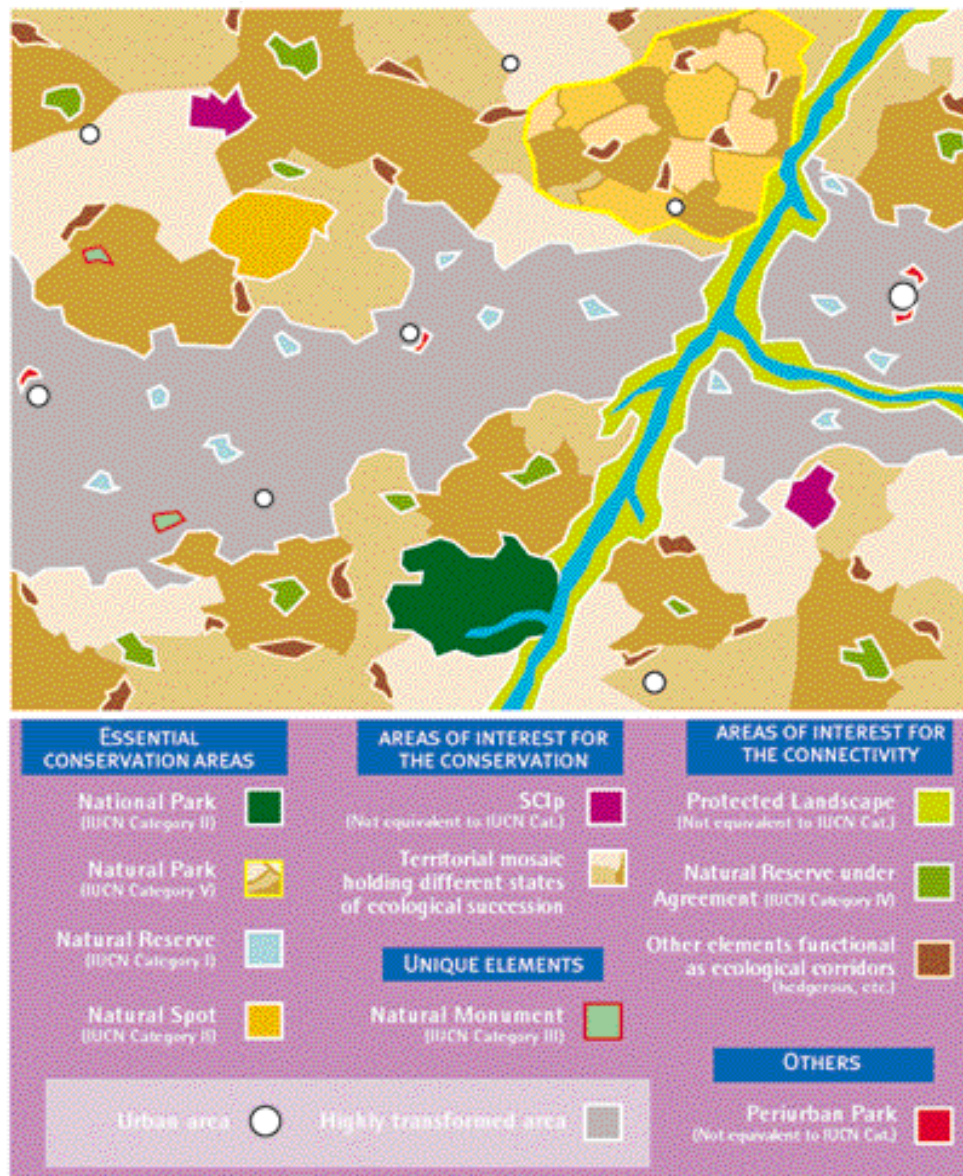 ESSENTIAL
CONSERVATION AREAS
National Park
(IUCN Category II)
Natural Park
(IUCN Category V)
Natural Reserve
(IUCN Category I)
Natural Spot
(IUCN Category II)
AREAS OF INTEREST FOR
THE CONSERVATION
SCIp
(Not equivalent to IUCN Cat.)
Territorial mosaic
holding different states
of ecological succession
UNIQUE ELEMENTS
Natural Monument
(IUCN Category III)
AREAS OF INTEREST FOR
THE CONNECTIVITY
Protected Landscape
(Not equivalent to IUCN Cat.)
Natural Reserve under
Agreement (IUCN Category IV)
Other elements functional
as ecological corridors
(hedgerous, etc.)
OTHERS
Periurban Park
(Not equivalent to IUCN Cat.)
Urban area
Highly transformed area